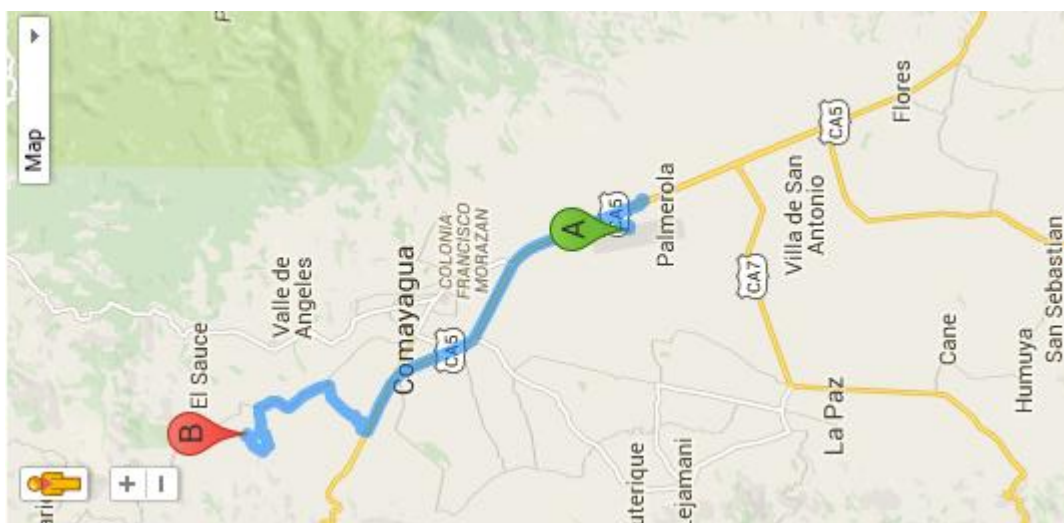 Map
+
−
B
El Sauce
Valle de
Angeles
Comayagua
COLONIA
FRANCISCO
MORAZAN
CA5
A
CA5
uterique
Palmerola
Lejamani
CA7
Villa de San
Antonio
La Paz
CA5
Flores
Cane
Humuya
San Sebastian